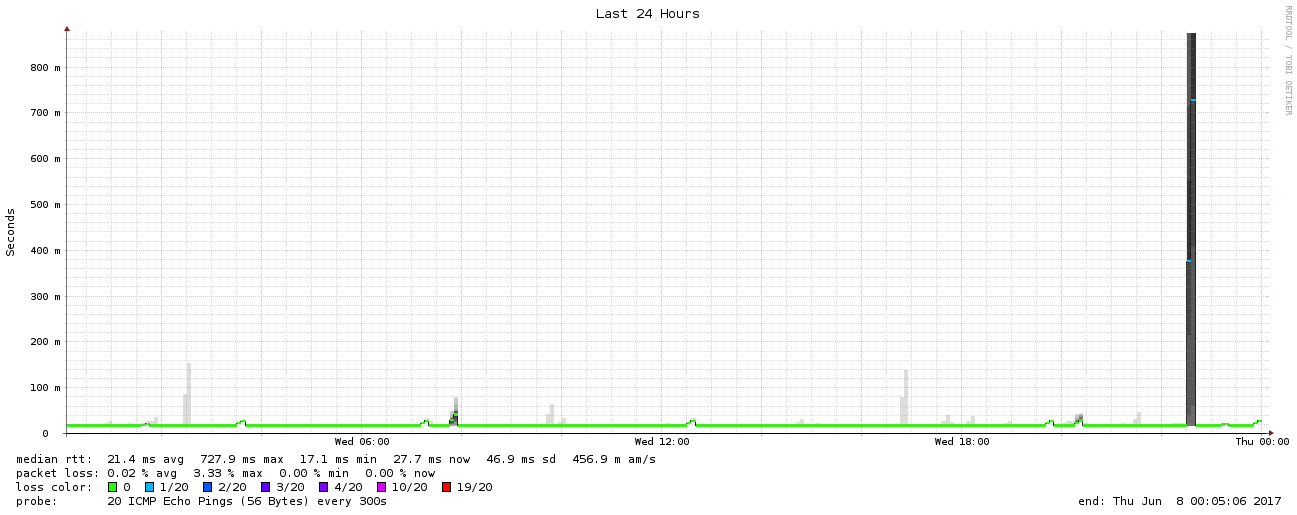 Last 24 Hours
RRDTOOL / TOBI OETIKER
Seconds
800 m
700 m
600 m
500 m
400 m
300 m
200 m
100 m
0
Wed 06:00 Wed 12:00 Wed 18:00 Thu 00:00
median rtt: 21.4 ms avg 727.9 ms max 17.1 ms min 27.7 ms now 46.9 ms sd 456.9 m am/s
packet loss: 0.02 % avg 3.33 % max 0.00 % min 0.00 % now
loss color: 0 1/20 2/20 3/20 4/20 10/20 19/20
probe: 20 ICMP Echo Pings (56 Bytes) every 300s end: Thu Jun 8 00:05:06 2017